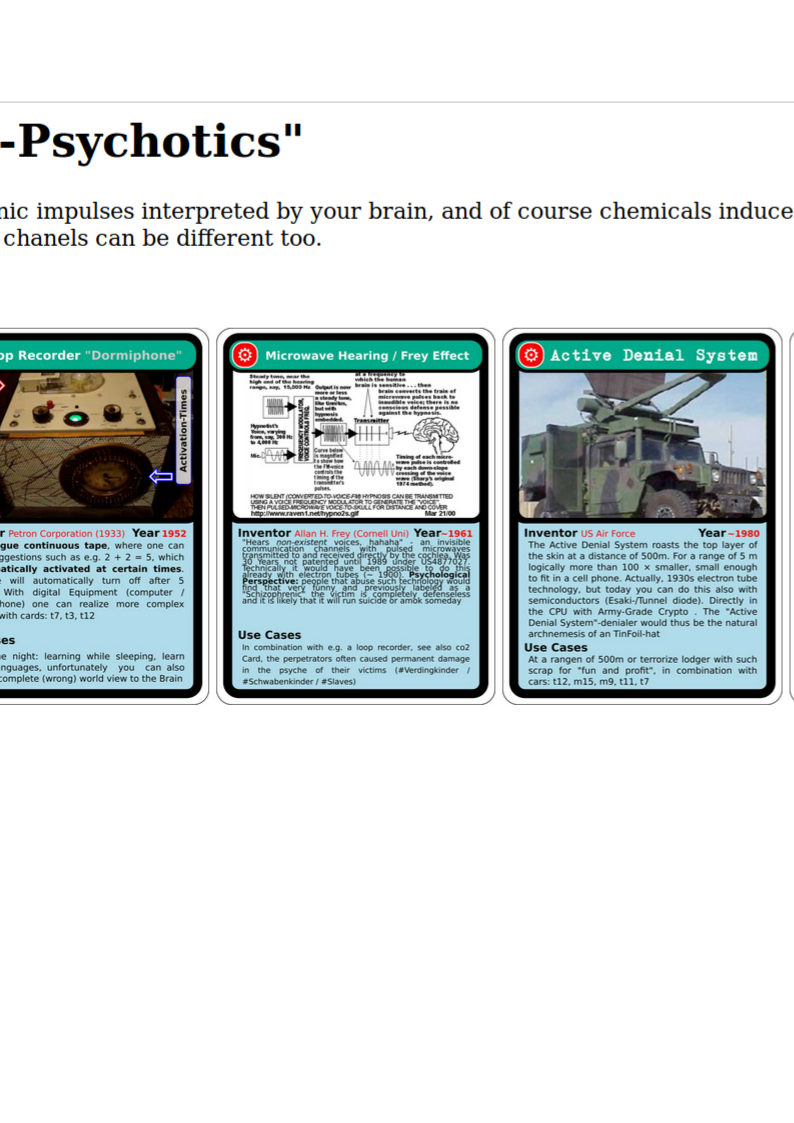 -Psychotics"
nic impulses interpreted by your brain, and of course chemicals induce
chanels can be different too.
op Recorder "Dormiphone"
Activation-Times
r Petron Corporation (1933) Year 1952
gue continuous tape, where one can
ggestions such as e.g. 2 + 2 = 5, which
atically activated at certain times.
e will automatically turn off after 5
With digital Equipment (computer /
phone) one can realize more complex
with cards: t7, t3, t12
ses
he night: learning while sleeping, learn
nguages, unfortunately you can also
complete (wrong) world view to the Brain
Microwave Hearing / Frey Effect
Steady tone, near the
high end of the hearing
range, say, 15,000 Hz
Output is now
more or less
a steady tone,
like tinnitus,
but with
hypnosis
embedded.
at a frequency to
which the human
brain is sensitive . . . then
brain converts the train of
microwave pulses back to
inaudible voice; there is no
conscious defense possible
against the hypnosis.
Hypnotist's
Voice, varying
from, say, 300 Hz
to 4,000 Hz
Mic.
FREQUENCY MODULATOR,
VOICE CONTROLS FREQ.
Transmitter
Curve below
is magnified
to show how
the FM-voice
controls the
timing of the
transmitter's
pulses.
Timing of each micro-
wave pulse is controlled
by each down-slope
crossing of the voice
wave (Sharp's original
1974 method).
HOW SILENT (CONVERTED-TO-VOICE-FM) HYPNOSIS CAN BE TRANSMITTED
USING A VOICE FREQUENCY MODULATOR TO GENERATE THE "VOICE",
THEN PULSED-MICROWAVE VOICE-TO-SKULL FOR DISTANCE AND COVER
http://www.raven1.net/hypno2s.gif Mar 21/00
Inventor Allan H. Frey (Cornell Uni) Year ~1961
"Hears non-existent voices, hahaha" - an invisible
communication channels with pulsed microwaves
transmitted to and received directly by the cochlea. Was
30 Years not patented until 1989 under US4877027.
Technically it would have been possible to do this
already with electron tubes (~ 1900). Psychological
Perspective: people that abuse such technology would
find that very funny and previously labeled as a
"Schizophrenic" the victim is completely defenseless
and it is likely that it will run suicide or amok someday
Use Cases
In combination with e.g. a loop recorder, see also co2
Card, the perpetrators often caused permanent damage
in the psyche of their victims (#Verdingkinder /
#Schwabenkinder / #Slaves)
Active Denial System
Inventor US Air Force Year ~1980
The Active Denial System roasts the top layer of
the skin at a distance of 500m. For a range of 5 m
logically more than 100 × smaller, small enough
to fit in a cell phone. Actually, 1930s electron tube
technology, but today you can do this also with
semiconductors (Esaki-/Tunnel diode). Directly in
the CPU with Army-Grade Crypto . The "Active
Denial System"-denialer would thus be the natural
archnemesis of an TinFoil-hat
Use Cases
At a rangen of 500m or terrorize lodger with such
scrap for "fun and profit", in combination with
cars: t12, m15, m9, t11, t7